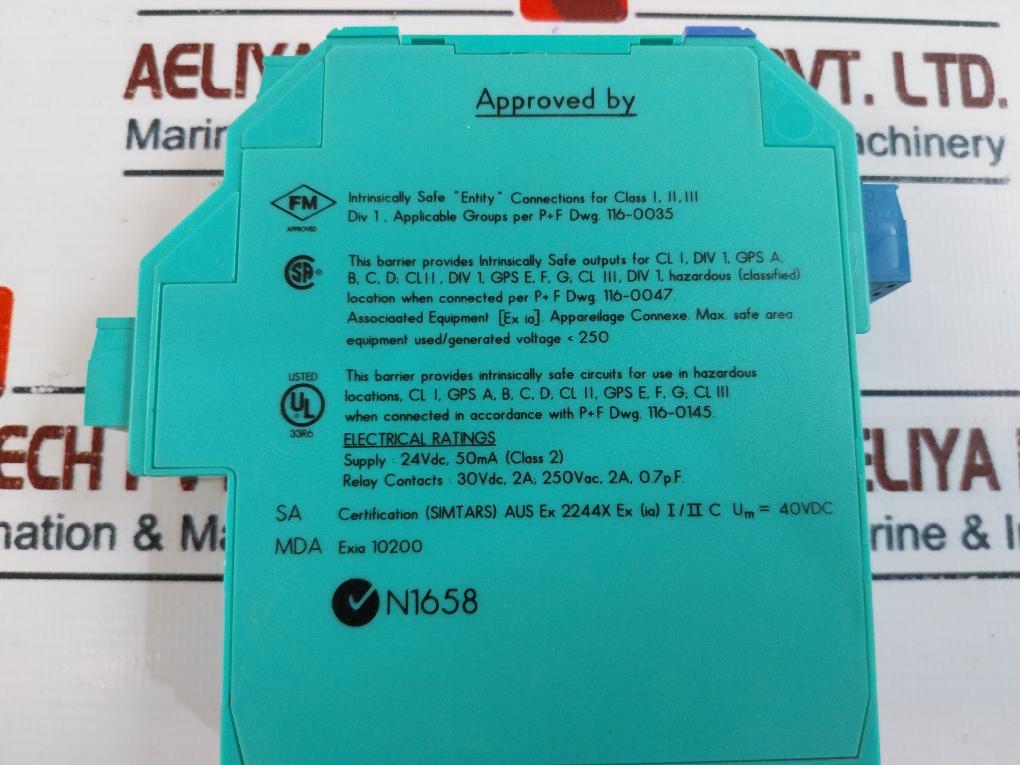 AELIYA PVT. LTD.
Marin achinery
Approved by
FM
APPROVED
Intrinsically Safe "Entity" Connections for Class I, II, III
Div 1, Applicable Groups per P+F Dwg. 116-0035
SA ®
This barrier provides Intrinsically Safe outputs for CL I, DIV 1, GPS A,
B, C, D; CL II, DIV 1, GPS E, F, G; CL III, DIV 1, hazardous (classified)
location when connected per P+F Dwg. 116-0047.
Associaated Equipment [Ex ia]. Appareilage Connexe. Max. safe area
equipment used/generated voltage < 250
LISTED
UL ®
33R6
This barrier provides intrinsically safe circuits for use in hazardous
locations, CL I, GPS A, B, C, D, CL II, GPS E, F, G; CL III
when connected in accordance with P+F Dwg. 116-0145.
ELECTRICAL RATINGS
Supply : 24Vdc, 50mA (Class 2)
Relay Contacts : 30Vdc, 2A; 250Vac, 2A, 0.7p.F.
SA Certification (SIMTARS) AUS Ex 2244X Ex (ia) I/II C Um = 40VDC
MDA Exia 10200
N1658
ECH P ELIYA
mation & Ma rine & In